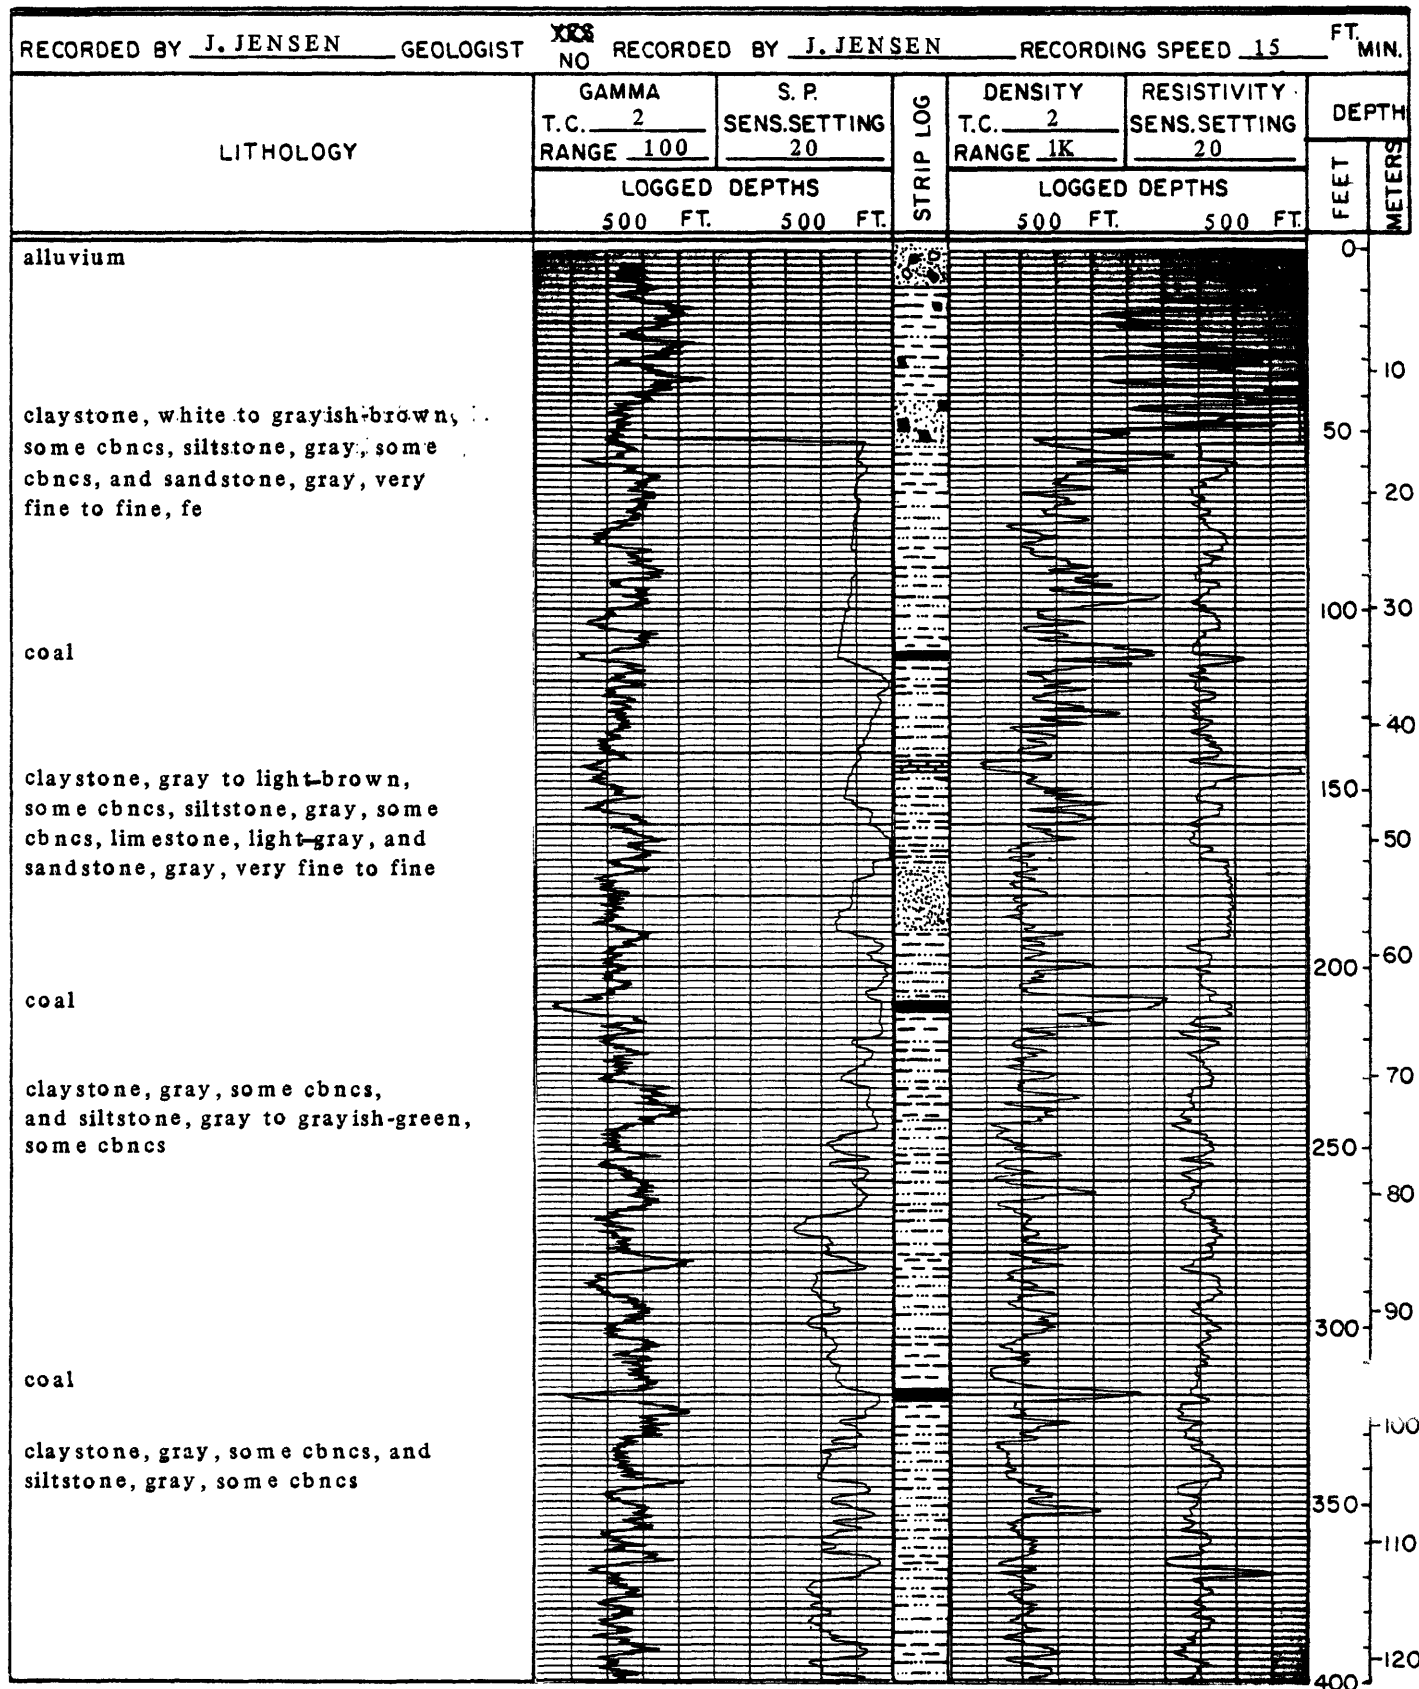 RECORDED BY J. JENSEN GEOLOGIST NO RECORDED BY J. JENSEN RECORDING SPEED 15 FT. MIN.
LITHOLOGY
GAMMA
T.C. 2
RANGE 100
S. P.
SENS.SETTING
20
LOGGED DEPTHS
500 FT. 500 FT.
STRIP LOG
DENSITY
T.C. 2
RANGE 1K
RESISTIVITY
SENS.SETTING
20
LOGGED DEPTHS
500 FT. 500 FT.
DEPTH
FEET
METERS
alluvium
claystone, white to grayish-brown,
some cbncs, siltstone, gray, some
cbncs, and sandstone, gray, very
fine to fine, fe
coal
claystone, gray to light-brown,
some cbncs, siltstone, gray, some
cbncs, limestone, light-gray, and
sandstone, gray, very fine to fine
coal
claystone, gray, some cbncs,
and siltstone, gray to grayish-green,
some cbncs
coal
claystone, gray, some cbncs, and
siltstone, gray, some cbncs
0
10
50
20
100 30
40
150
50
200 60
70
250
80
90
300
100
350
110
120
400